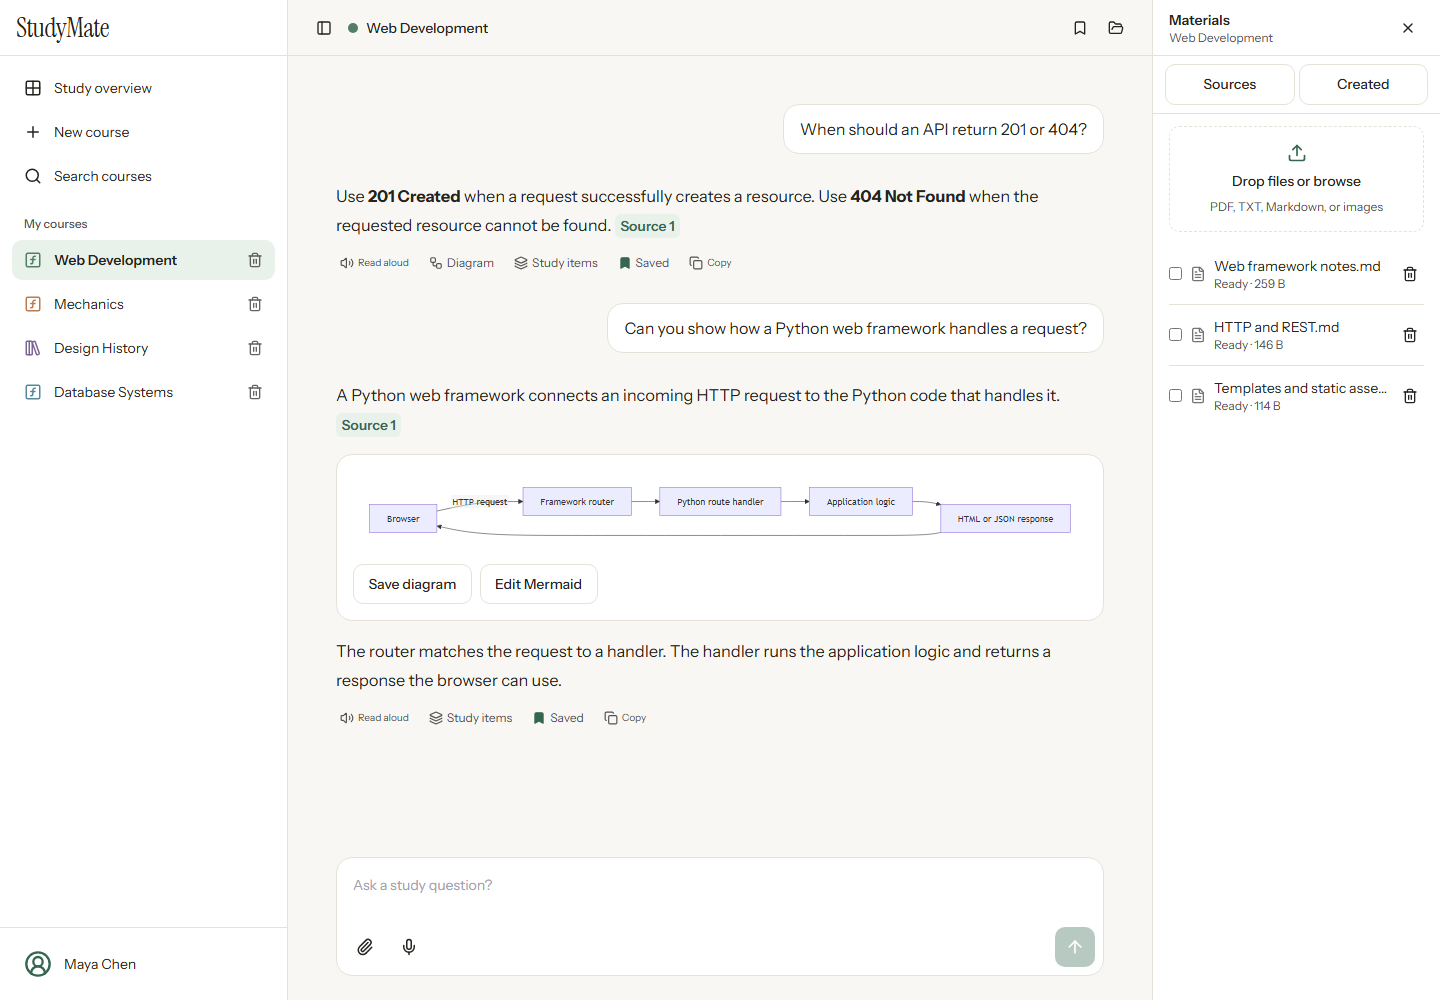 StudyMate
Study overview
New course
Search courses
My courses
Web Development
Mechanics
Design History
Database Systems
Maya Chen
Web Development
When should an API return 201 or 404?
Use 201 Created when a request successfully creates a resource. Use 404 Not Found when the
requested resource cannot be found. Source 1
Read aloud Diagram Study items Saved Copy
Can you show how a Python web framework handles a request?
A Python web framework connects an incoming HTTP request to the Python code that handles it.
Source 1
Browser
HTTP request
Framework router
Python route handler
Application logic
HTML or JSON response
Save diagram Edit Mermaid
The router matches the request to a handler. The handler runs the application logic and returns a
response the browser can use.
Read aloud Study items Saved Copy
Ask a study question?
Materials
Web Development
Sources Created
Drop files or browse
PDF, TXT, Markdown, or images
Web framework notes.md
Ready · 259 B
HTTP and REST.md
Ready · 146 B
Templates and static asse...
Ready · 114 B